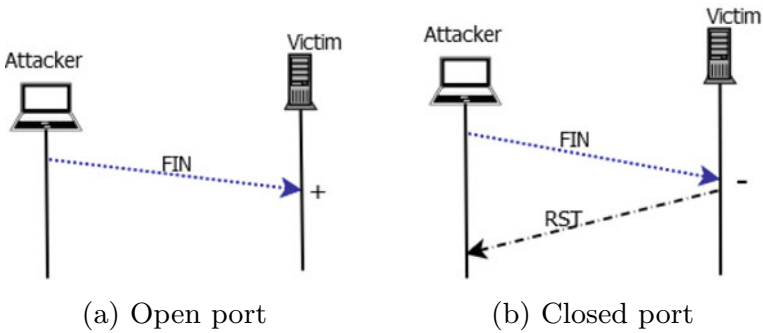 Attacker
Victim
FIN
+
(a) Open port
Attacker
Victim
FIN
-
RST
(b) Closed port